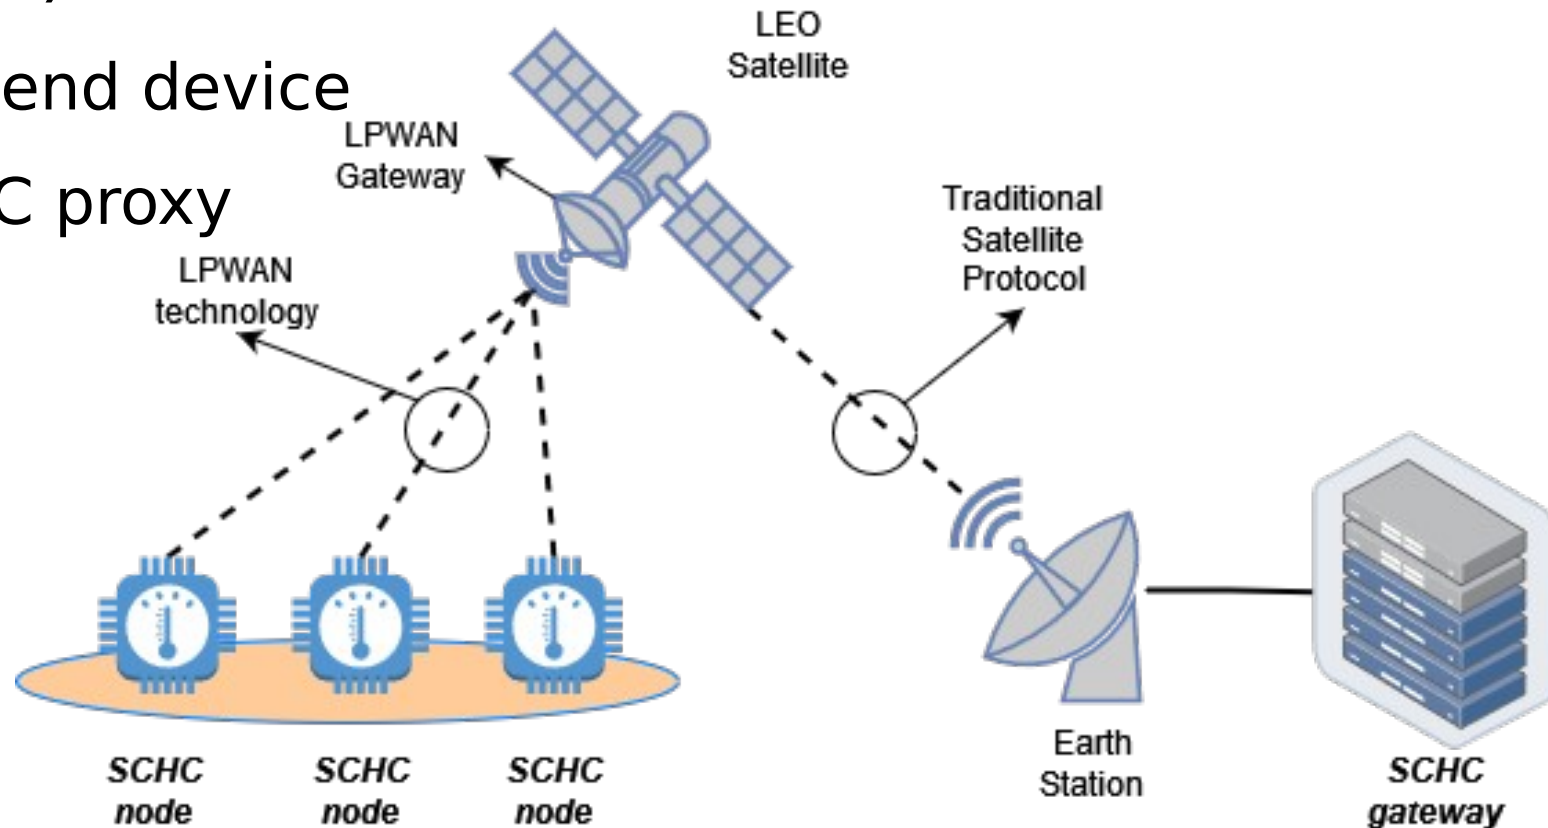 LEO
Satellite
end device
LPWAN
Gateway
C proxy
Traditional
Satellite
Protocol
LPWAN
technology
SCHC
node
SCHC
node
SCHC
node
Earth
Station
SCHC
gateway